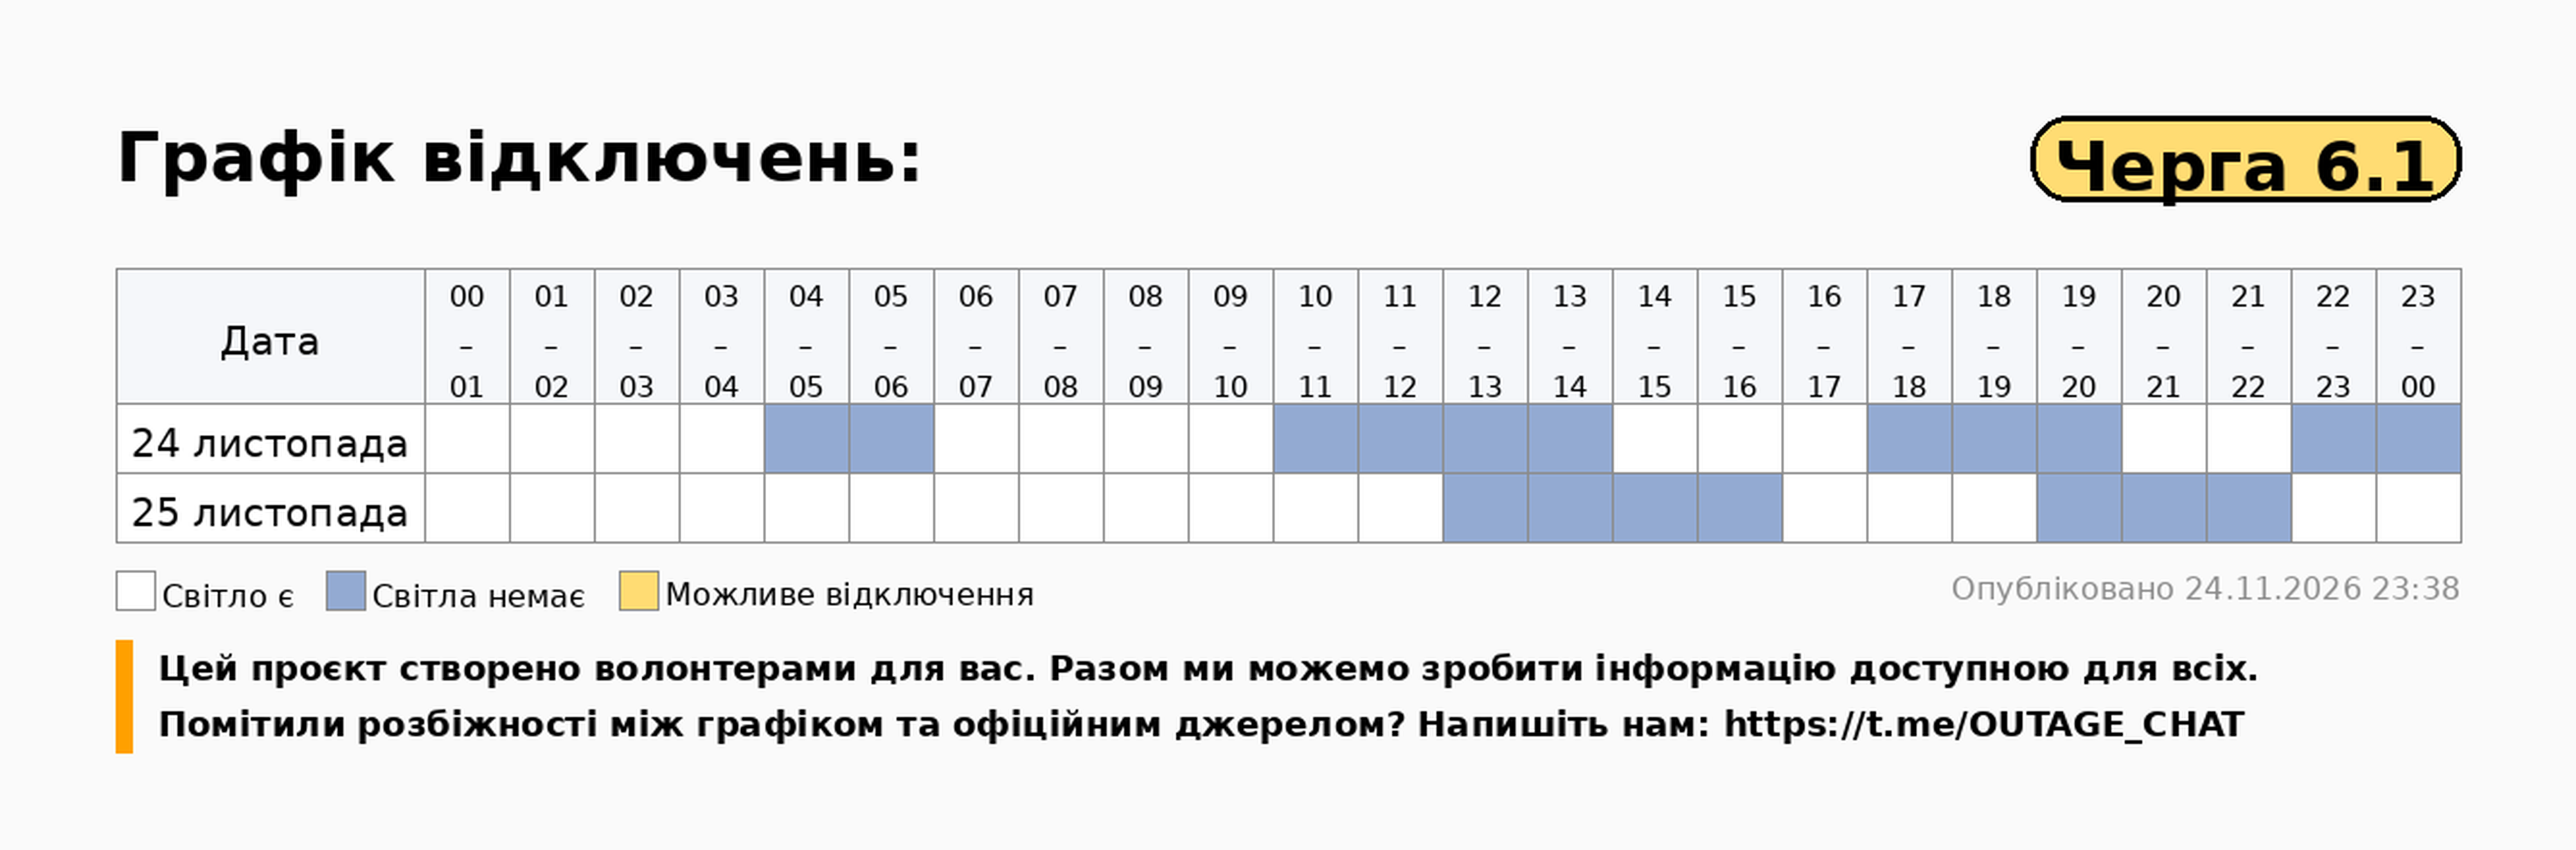 Графік відключень:
Черга 6.1
Дата
00 – 01
01 – 02
02 – 03
03 – 04
04 – 05
05 – 06
06 – 07
07 – 08
08 – 09
09 – 10
10 – 11
11 – 12
12 – 13
13 – 14
14 – 15
15 – 16
16 – 17
17 – 18
18 – 19
19 – 20
20 – 21
21 – 22
22 – 23
23 – 00
24 листопада
25 листопада
Світло є
Світла немає
Можливе відключення
Опубліковано 24.11.2026 23:38
Цей проєкт створено волонтерами для вас. Разом ми можемо зробити інформацію доступною для всіх.
Помітили розбіжності між графіком та офіційним джерелом? Напишіть нам: https://t.me/OUTAGE_CHAT